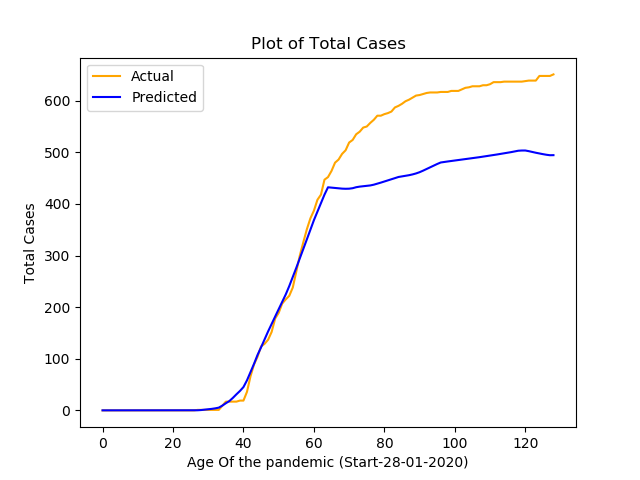 Plot of Total Cases
Actual
Predicted
Total Cases
600
500
400
300
200
100
0
0 20 40 60 80 100 120
Age Of the pandemic (Start-28-01-2020)